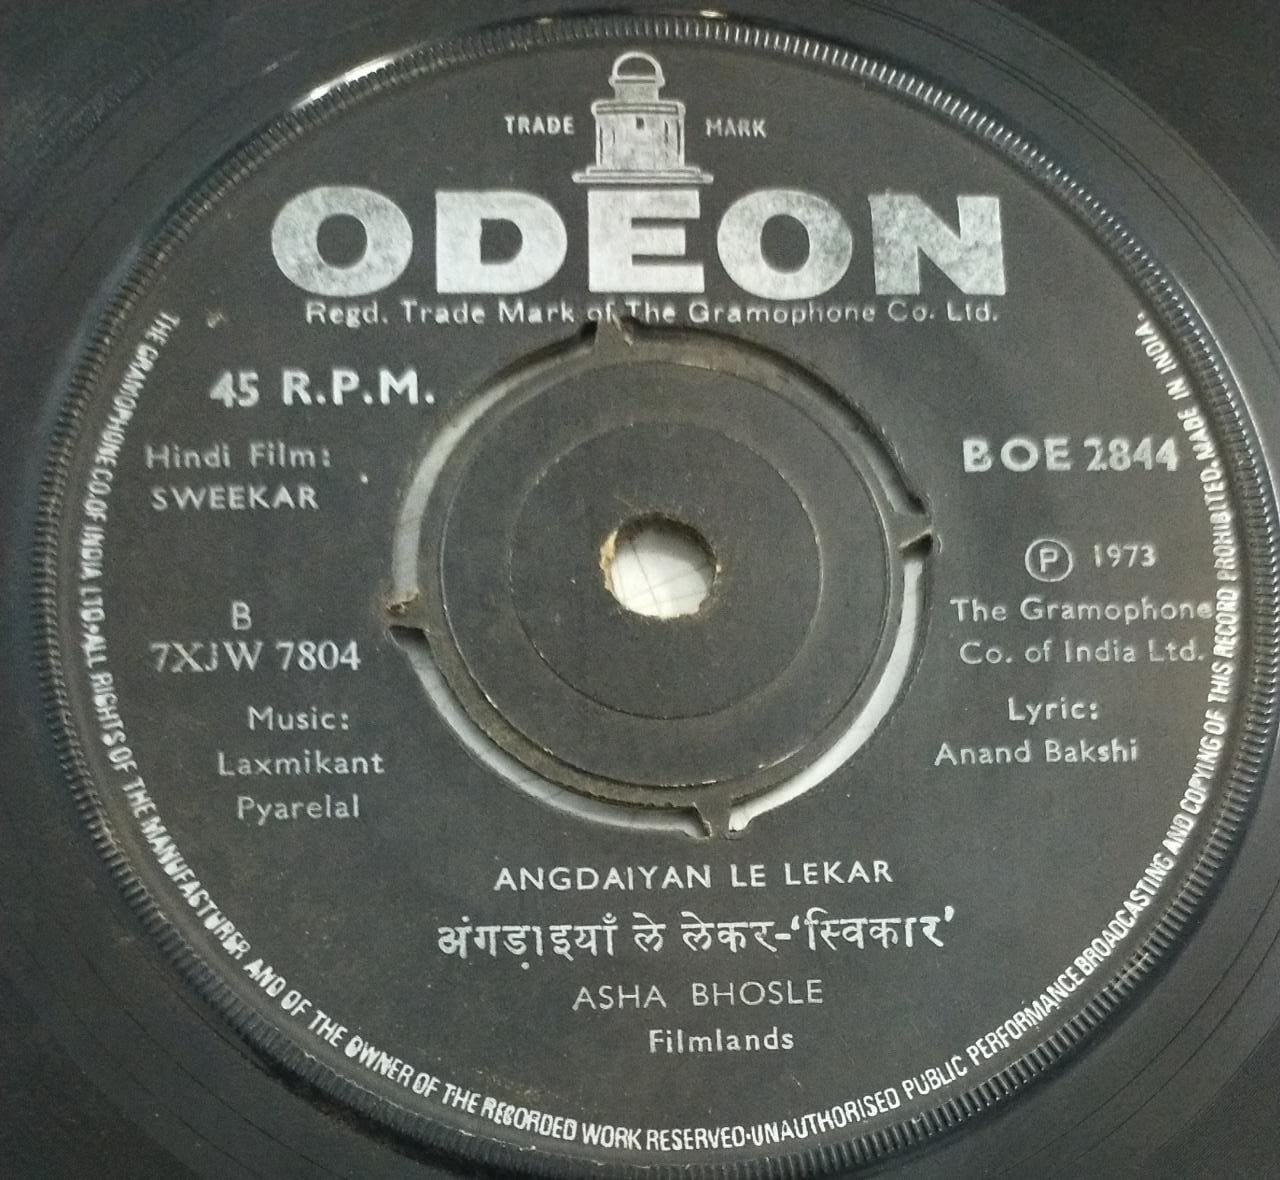 TRADE MARK
ODEON
Regd. Trade Mark of The Gramophone Co. Ltd.
45 R.P.M.
Hindi Film:
SWEEKAR
B
7XJW 7804
Music:
Laxmikant
Pyarelal
BOE 2844
Ⓟ 1973
The Gramophone
Co. of India Ltd.
Lyric:
Anand Bakshi
ANGDAIYAN LE LEKAR
अंगड़ाइयाँ ले लेकर-‘स्विकार’
ASHA BHOSLE
Filmlands
THE GRAMOPHONE CO. OF INDIA LTD. ALL RIGHTS OF THE MANUFACTURER AND OF THE OWNER OF THE RECORDED WORK RESERVED·UNAUTHORISED PUBLIC PERFORMANCE BROADCASTING AND COPYING OF THIS RECORD PROHIBITED. MADE IN INDIA.